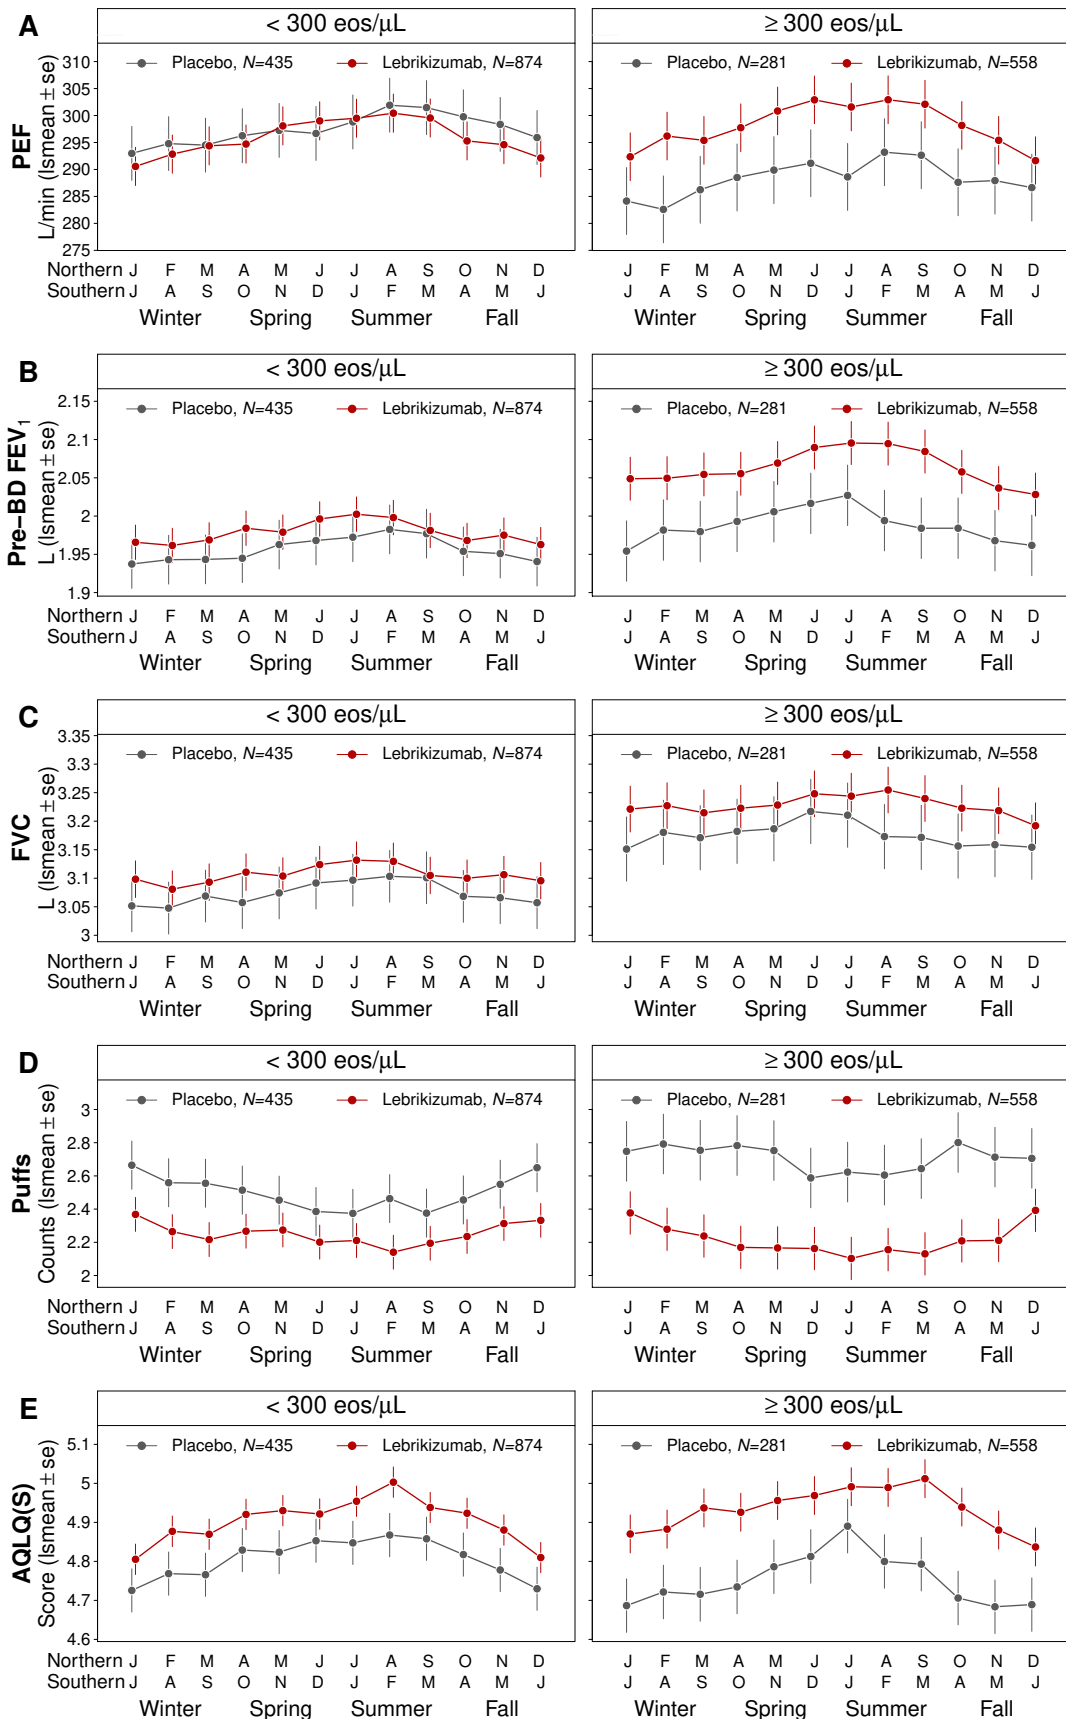 A
< 300 eos/μL
≥ 300 eos/μL
PEF
L/min (lsmean ± se)
Placebo, N=435
Lebrikizumab, N=874
Placebo, N=281
Lebrikizumab, N=558
310
305
300
295
290
285
280
275
Northern J F M A M J J A S O N D J F M A M J J A S O N D
Southern J A S O N D J F M A M J J A S O N D J F M A M J
Winter Spring Summer Fall Winter Spring Summer Fall
B
< 300 eos/μL
≥ 300 eos/μL
Pre−BD FEV1
L (lsmean ± se)
Placebo, N=435
Lebrikizumab, N=874
Placebo, N=281
Lebrikizumab, N=558
2.15
2.1
2.05
2
1.95
1.9
Northern J F M A M J J A S O N D J F M A M J J A S O N D
Southern J A S O N D J F M A M J J A S O N D J F M A M J
Winter Spring Summer Fall Winter Spring Summer Fall
C
< 300 eos/μL
≥ 300 eos/μL
FVC
L (lsmean ± se)
Placebo, N=435
Lebrikizumab, N=874
Placebo, N=281
Lebrikizumab, N=558
3.35
3.3
3.25
3.2
3.15
3.1
3.05
3
Northern J F M A M J J A S O N D J F M A M J J A S O N D
Southern J A S O N D J F M A M J J A S O N D J F M A M J
Winter Spring Summer Fall Winter Spring Summer Fall
D
< 300 eos/μL
≥ 300 eos/μL
Puffs
Counts (lsmean ± se)
Placebo, N=435
Lebrikizumab, N=874
Placebo, N=281
Lebrikizumab, N=558
3
2.8
2.6
2.4
2.2
2
Northern J F M A M J J A S O N D J F M A M J J A S O N D
Southern J A S O N D J F M A M J J A S O N D J F M A M J
Winter Spring Summer Fall Winter Spring Summer Fall
E
< 300 eos/μL
≥ 300 eos/μL
AQLQ(S)
Score (lsmean ± se)
Placebo, N=435
Lebrikizumab, N=874
Placebo, N=281
Lebrikizumab, N=558
5.1
5
4.9
4.8
4.7
4.6
Northern J F M A M J J A S O N D J F M A M J J A S O N D
Southern J A S O N D J F M A M J J A S O N D J F M A M J
Winter Spring Summer Fall Winter Spring Summer Fall